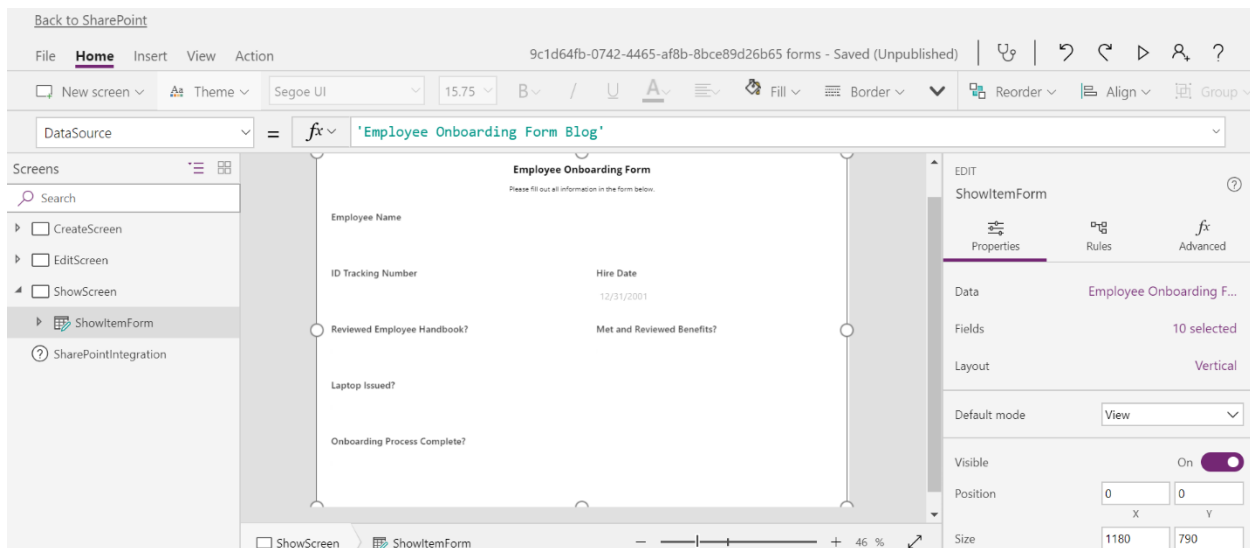 Back to SharePoint
File Home Insert View Action
9c1d64fb-0742-4465-af8b-8bce89d26b65 forms - Saved (Unpublished)
New screen Theme Segoe UI 15.75 B / U A Fill Border Reorder Align Group
DataSource = fx 'Employee Onboarding Form Blog'
Screens
Search
CreateScreen
EditScreen
ShowScreen
ShowItemForm
SharePointIntegration
Employee Onboarding Form
Please fill out all information in the form below.
Employee Name
ID Tracking Number Hire Date
12/31/2001
Reviewed Employee Handbook? Met and Reviewed Benefits?
Laptop Issued?
Onboarding Process Complete?
ShowScreen ShowItemForm
46 %
EDIT
ShowItemForm
Properties Rules Advanced
Data Employee Onboarding F...
Fields 10 selected
Layout Vertical
Default mode View
Visible On
Position 0 0
X Y
Size 1180 790